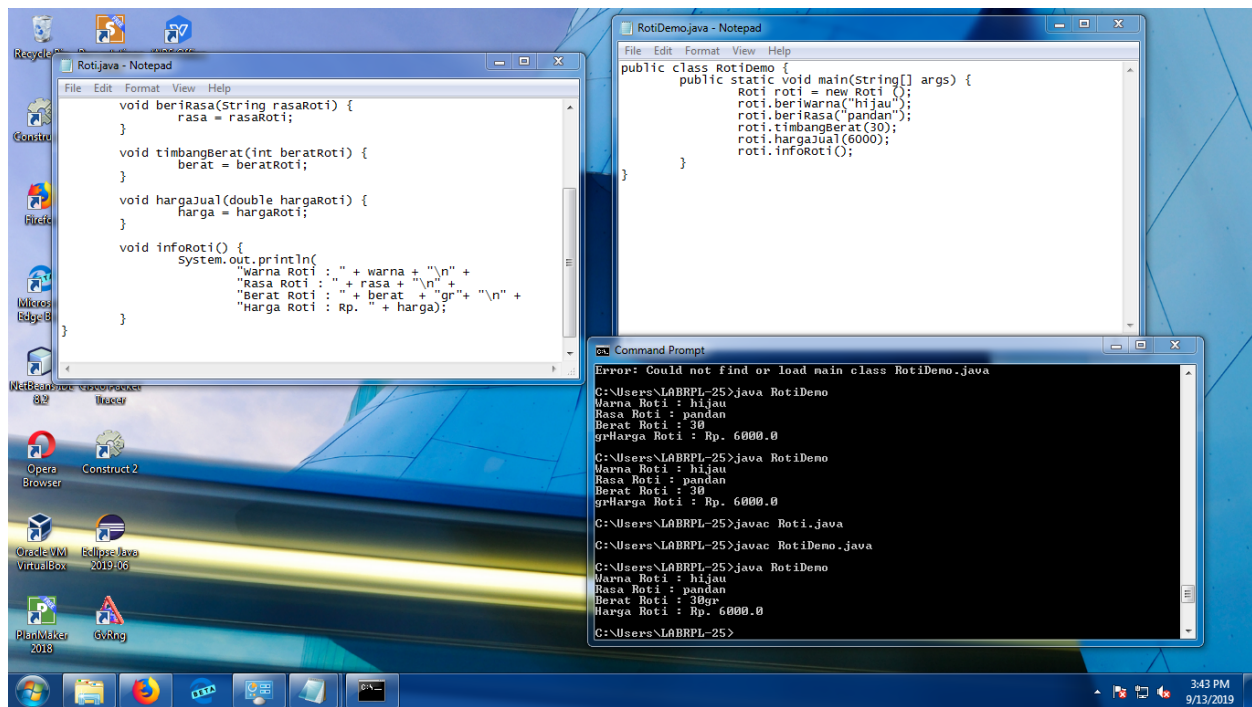 Recycle
Constru
Firefo
Micros
Edge B
NetBeans IDE
8.2
Cisco Packet
Tracer
Opera
Browser
Construct 2
Oracle VM
VirtualBox
Eclipse Java
2019-06
PlanMaker
2018
GvRng
Roti.java - Notepad
File Edit Format View Help
void beriRasa(String rasaRoti) {
rasa = rasaRoti;
}
void timbangBerat(int beratRoti) {
berat = beratRoti;
}
void hargaJual(double hargaRoti) {
harga = hargaRoti;
}
void infoRoti() {
System.out.println(
"Warna Roti : " + warna + "\n" +
"Rasa Roti : " + rasa + "\n" +
"Berat Roti : " + berat  + "gr"+ "\n" +
"Harga Roti : Rp. " + harga);
}
}
RotiDemo.java - Notepad
File Edit Format View Help
public class RotiDemo {
public static void main(String[] args) {
Roti roti = new Roti ();
roti.beriWarna("hijau");
roti.beriRasa("pandan");
roti.timbangBerat(30);
roti.hargaJual(6000);
roti.infoRoti();
}
}
Command Prompt
Error: Could not find or load main class RotiDemo.java
C:\Users\LABRPL-25>java RotiDemo
Warna Roti : hijau
Rasa Roti : pandan
Berat Roti : 30
grHarga Roti : Rp. 6000.0
C:\Users\LABRPL-25>java RotiDemo
Warna Roti : hijau
Rasa Roti : pandan
Berat Roti : 30
grHarga Roti : Rp. 6000.0
C:\Users\LABRPL-25>javac Roti.java
C:\Users\LABRPL-25>javac RotiDemo.java
C:\Users\LABRPL-25>java RotiDemo
Warna Roti : hijau
Rasa Roti : pandan
Berat Roti : 30gr
Harga Roti : Rp. 6000.0
C:\Users\LABRPL-25>
BETA
C:\_
3:43 PM
9/13/2019